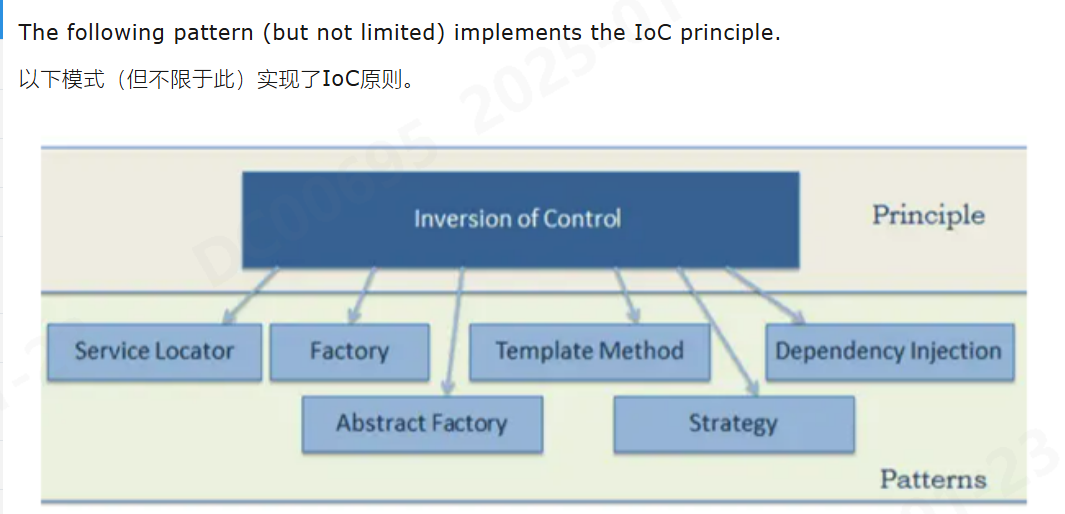 The following pattern (but not limited) implements the IoC principle.
以下模式（但不限于此）实现了IoC原则。
Inversion of Control
Principle
Service Locator
Factory
Template Method
Dependency Injection
Abstract Factory
Strategy
Patterns